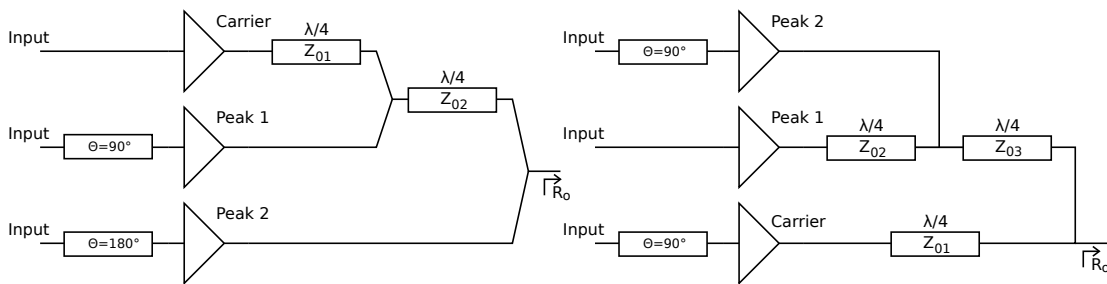 Input
Carrier
λ/4
Z01
λ/4
Z02
Input
Θ=90°
Peak 1
Input
Θ=180°
Peak 2
Ro
Input
Θ=90°
Peak 2
Input
Peak 1
λ/4
Z02
λ/4
Z03
Input
Θ=90°
Carrier
λ/4
Z01
Ro